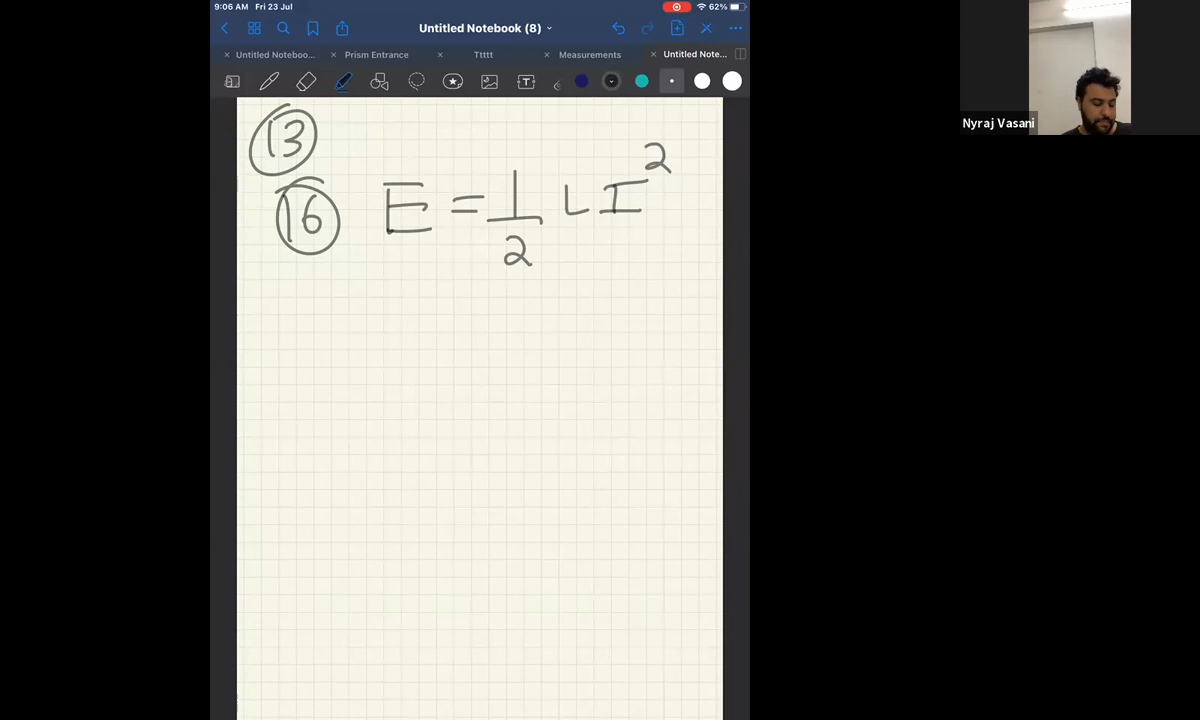 9:06 AM Fri 23 Jul 62%
Untitled Notebook (8)
Untitled Noteboo... Prism Entrance Ttttt Measurements Untitled Note...
T
Nyraj Vasani
13
16 E = 1/2 L I²